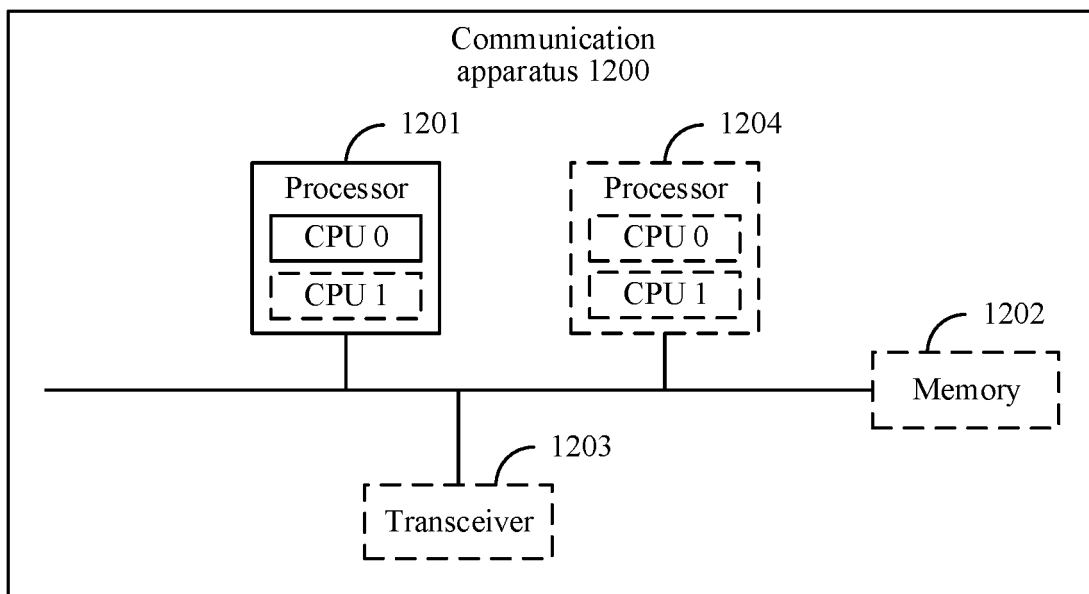 Communication
apparatus 1200
1201
1204
Processor
CPU 0
CPU 1
Processor
CPU 0
CPU 1
1202
Memory
1203
Transceiver